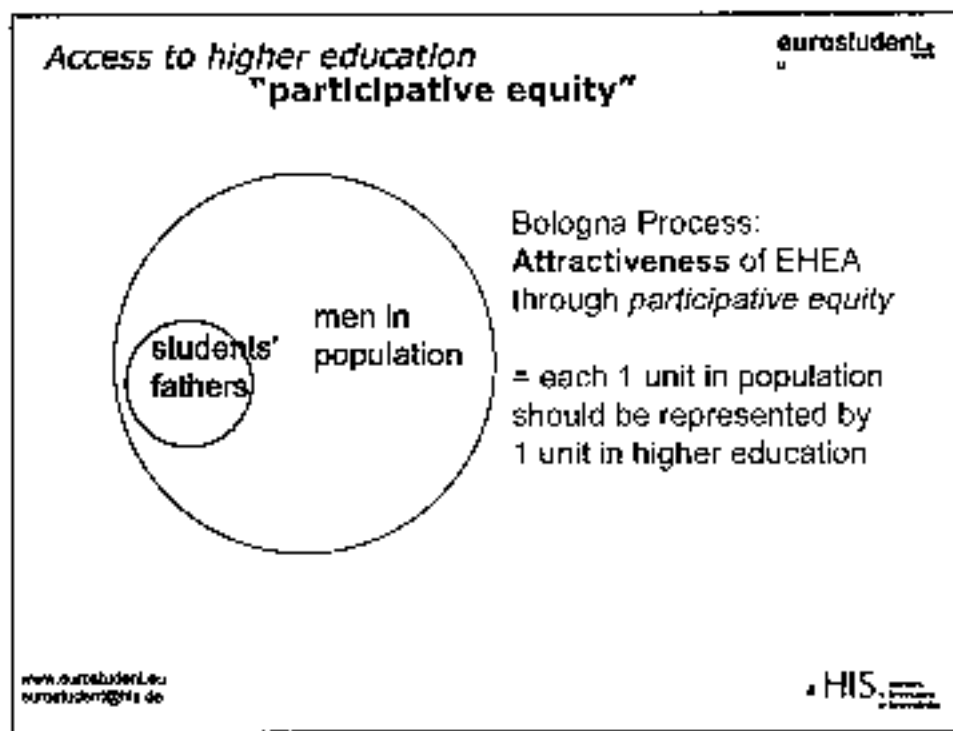 Access to higher education
"participative equity"
eurostudent.
Bologna Process:
Attractiveness of EHEA
through participative equity
men in
population
students'
fathers
= each 1 unit in population
should be represented by
1 unit in higher education
www.eurostudent.eu
eurostudent@his.de
HIS